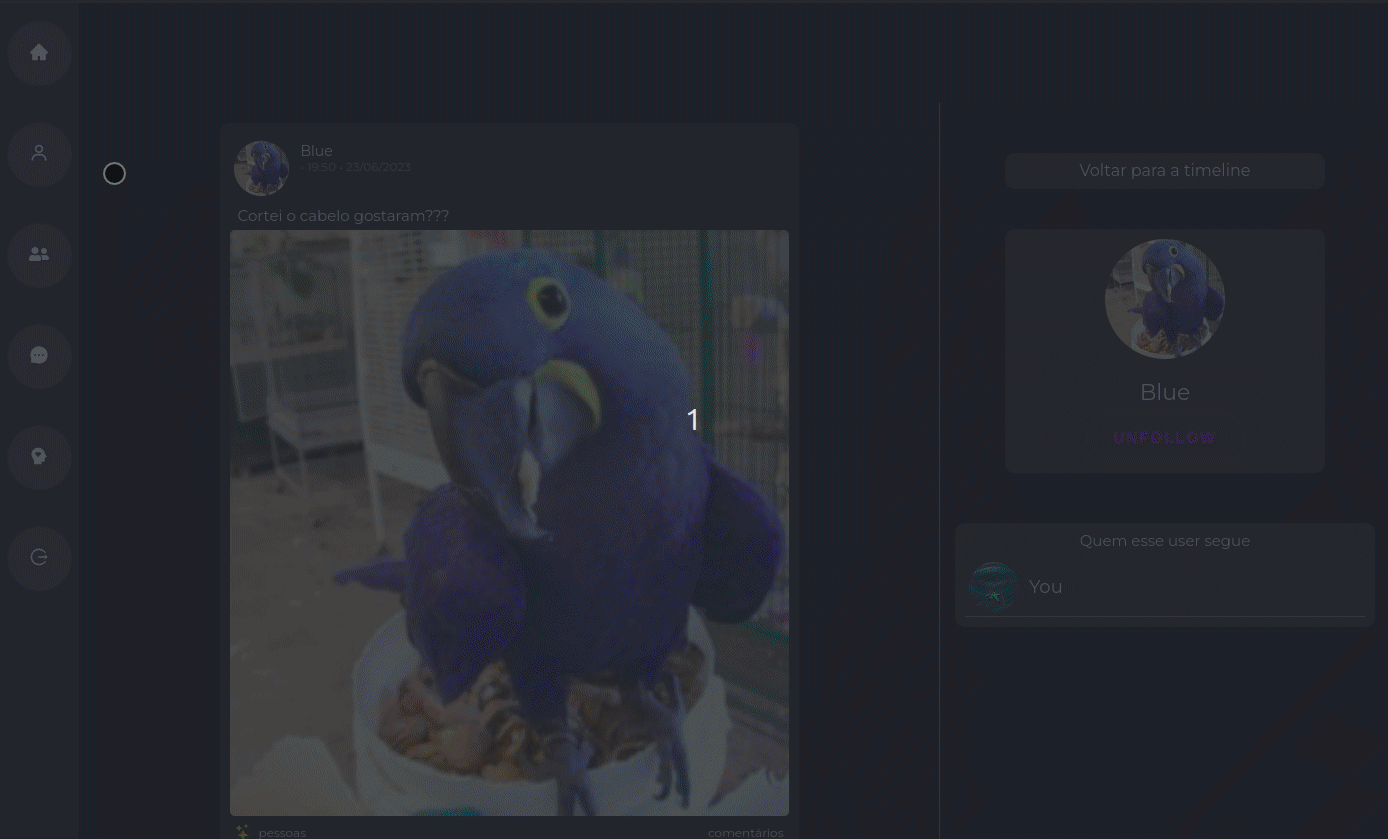 Blue
- 19:50 - 23/06/2023
Cortei o cabelo gostaram???
1
pessoas
comentários
Voltar para a timeline
Blue
UNFOLLOW
Quem esse user segue
You